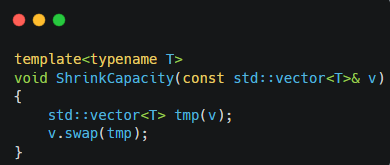 template<typename T>
void ShrinkCapacity(const std::vector<T>& v)
{
    std::vector<T> tmp(v);
    v.swap(tmp);
}